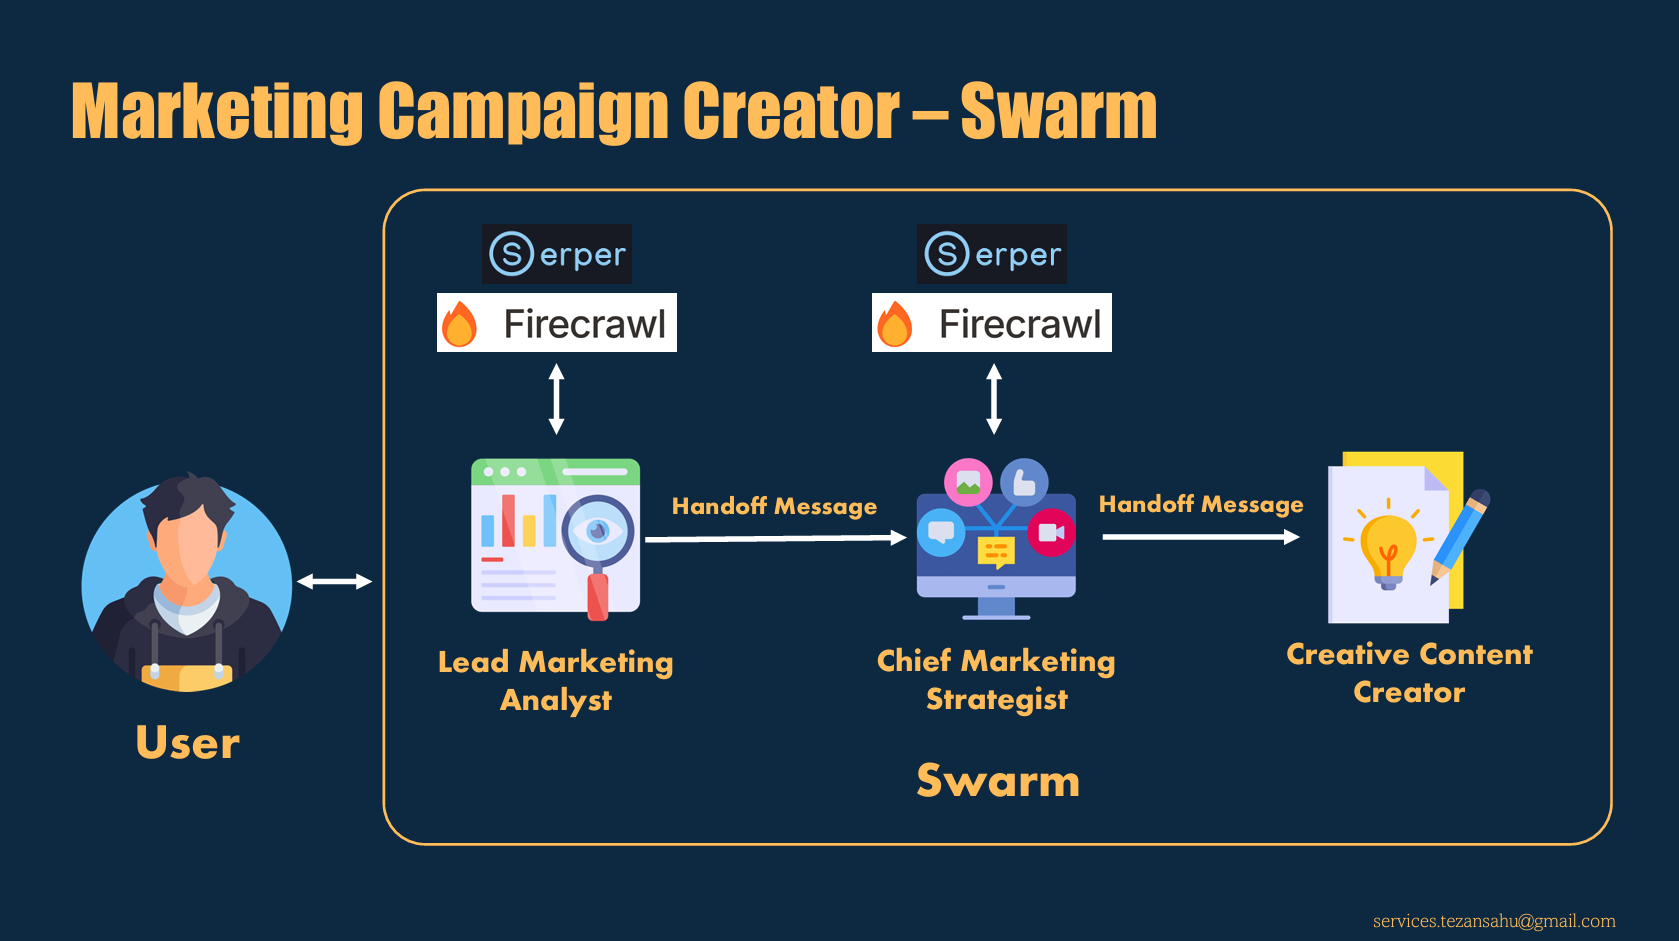 Marketing Campaign Creator – Swarm
Serper
Firecrawl
Serper
Firecrawl
Handoff Message
Handoff Message
Lead Marketing
Analyst
Chief Marketing
Strategist
Creative Content
Creator
User
Swarm
services.tezansahu@gmail.com